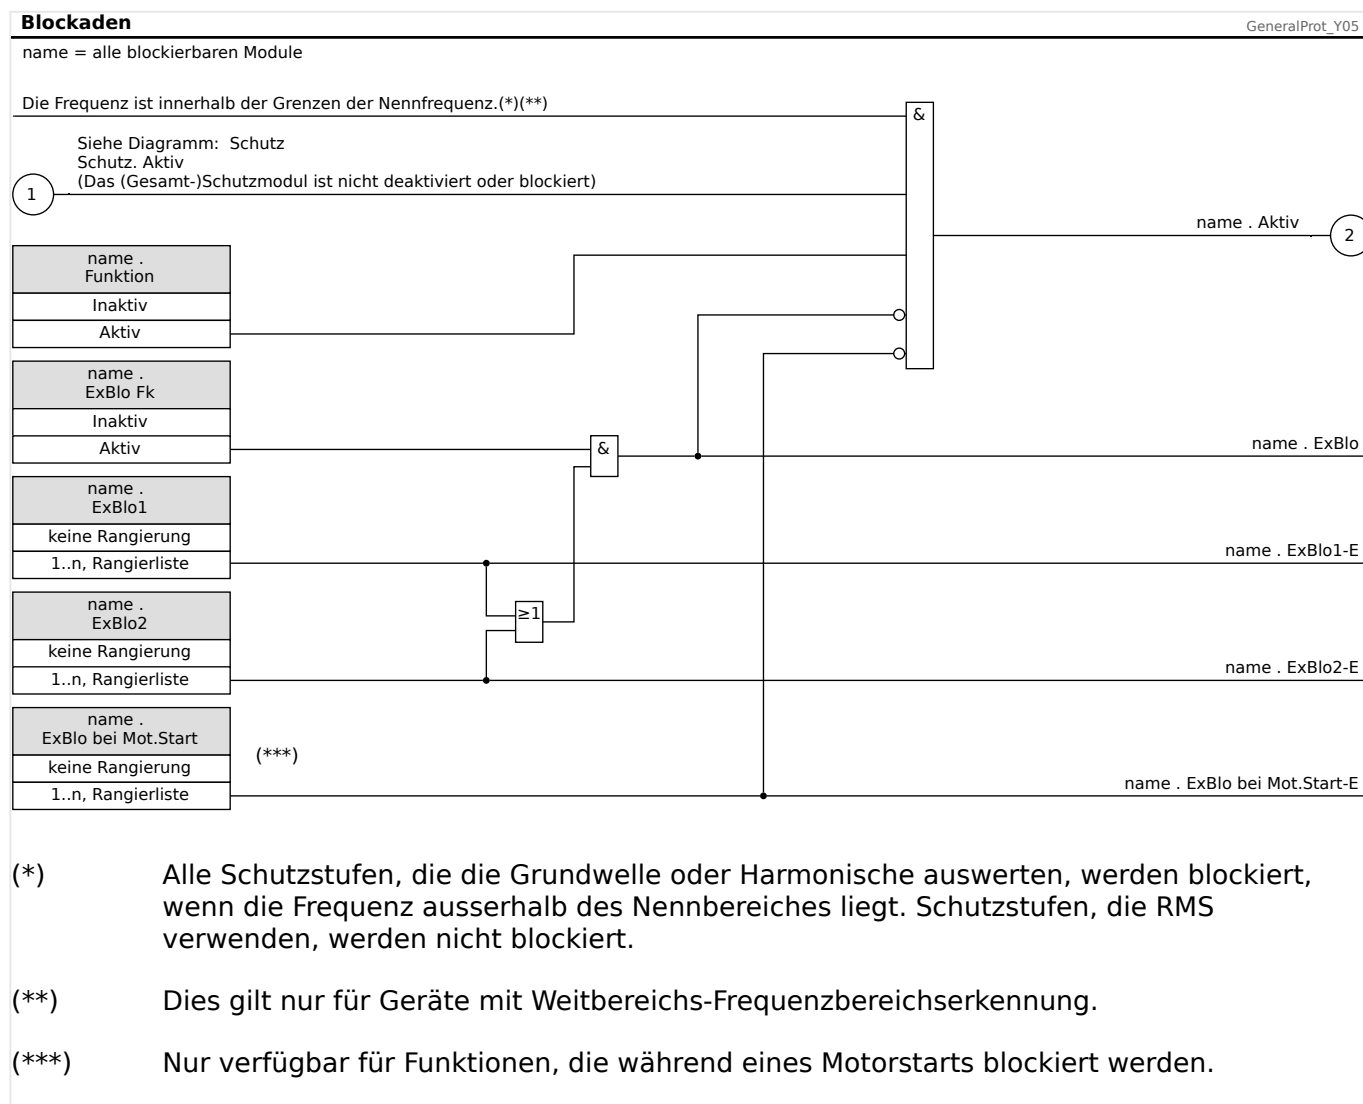 Blockaden
GeneralProt_Y05
name = alle blockierbaren Module
Die Frequenz ist innerhalb der Grenzen der Nennfrequenz.(*)(**)
&
Siehe Diagramm: Schutz
Schutz. Aktiv
(Das (Gesamt-)Schutzmodul ist nicht deaktiviert oder blockiert)
1
name . Aktiv
2
name .
Funktion
Inaktiv
Aktiv
name .
ExBlo Fk
Inaktiv
Aktiv
&
name . ExBlo
name .
ExBlo1
keine Rangierung
1..n, Rangierliste
name . ExBlo1-E
≥1
name .
ExBlo2
keine Rangierung
1..n, Rangierliste
name . ExBlo2-E
name .
ExBlo bei Mot.Start
(***)
keine Rangierung
1..n, Rangierliste
name . ExBlo bei Mot.Start-E
(*) Alle Schutzstufen, die die Grundwelle oder Harmonische auswerten, werden blockiert,
wenn die Frequenz ausserhalb des Nennbereiches liegt. Schutzstufen, die RMS
verwenden, werden nicht blockiert.
(**) Dies gilt nur für Geräte mit Weitbereichs-Frequenzbereichserkennung.
(***) Nur verfügbar für Funktionen, die während eines Motorstarts blockiert werden.